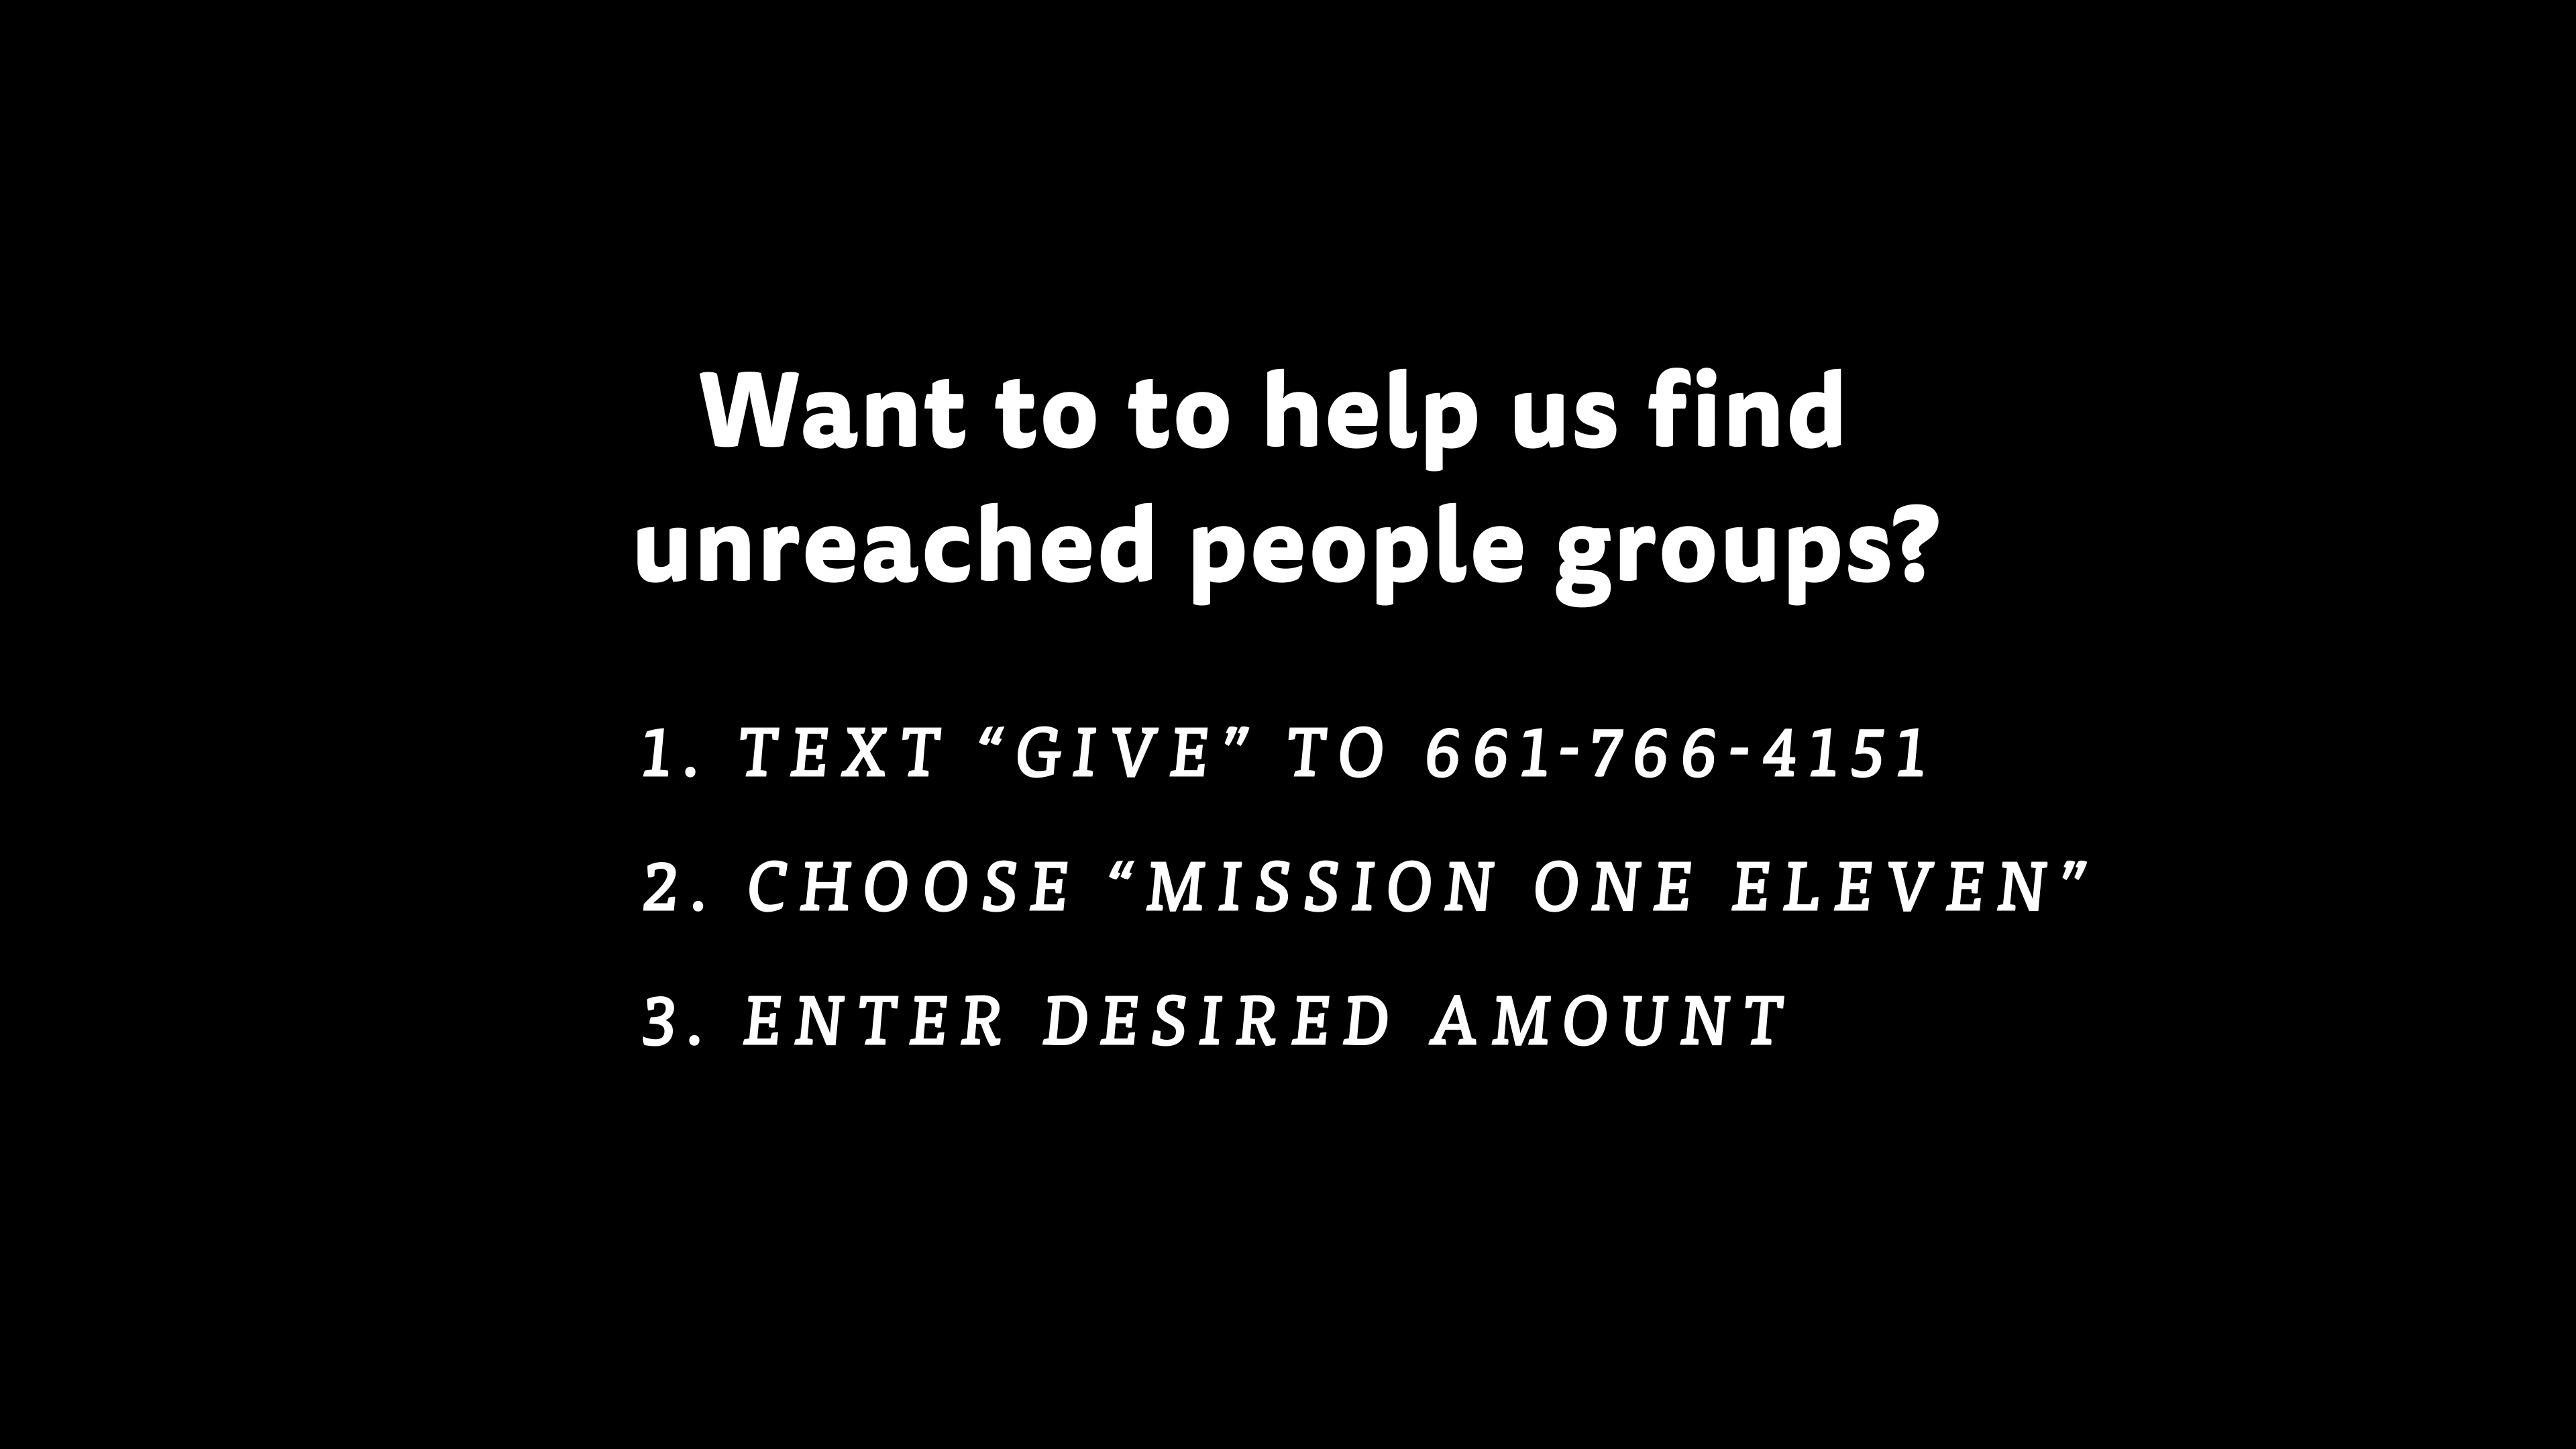 Want to to help us find
unreached people groups?
1. TEXT “GIVE” TO 661-766-4151
2. CHOOSE “MISSION ONE ELEVEN”
3. ENTER DESIRED AMOUNT